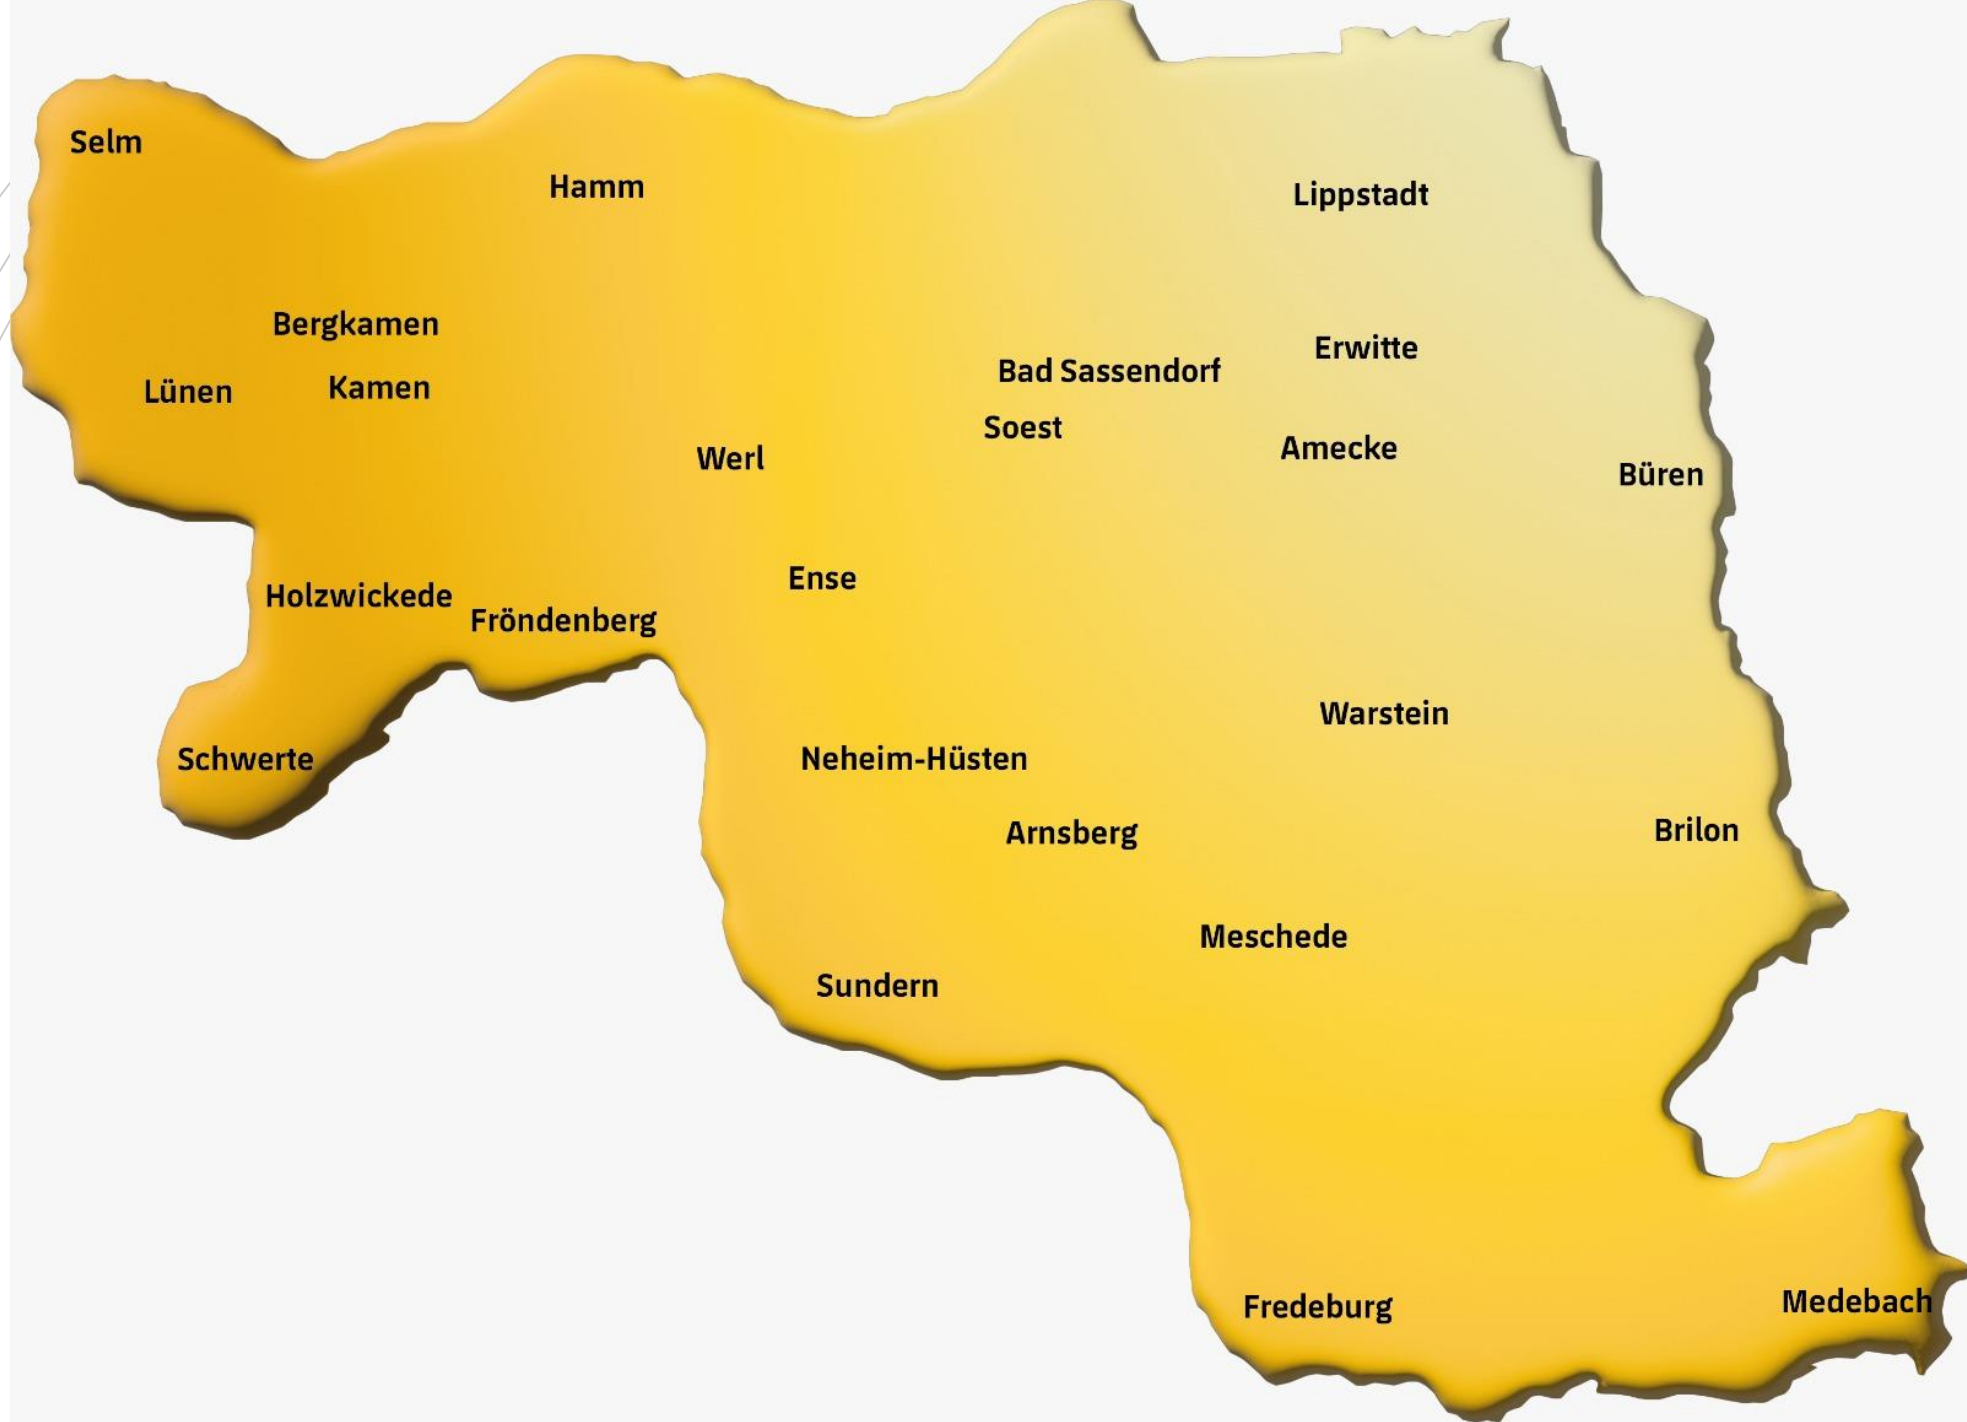 Selm
Hamm
Lippstadt
Bergkamen
Erwitte
Bad Sassendorf
Lünen
Kamen
Soest
Amecke
Werl
Büren
Ense
Holzwickede
Fröndenberg
Warstein
Schwerte
Neheim-Hüsten
Arnsberg
Brilon
Meschede
Sundern
Fredeburg
Medebach